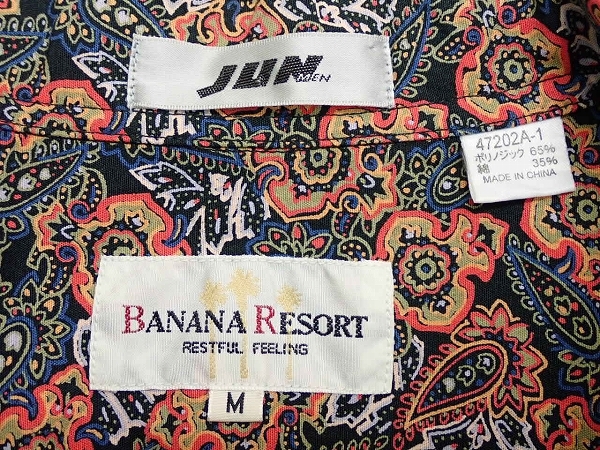 JUN
MEN
47202A-1
ポリノジック 65%
綿 35%
MADE IN CHINA
BANANA RESORT
RESTFUL FEELING
M